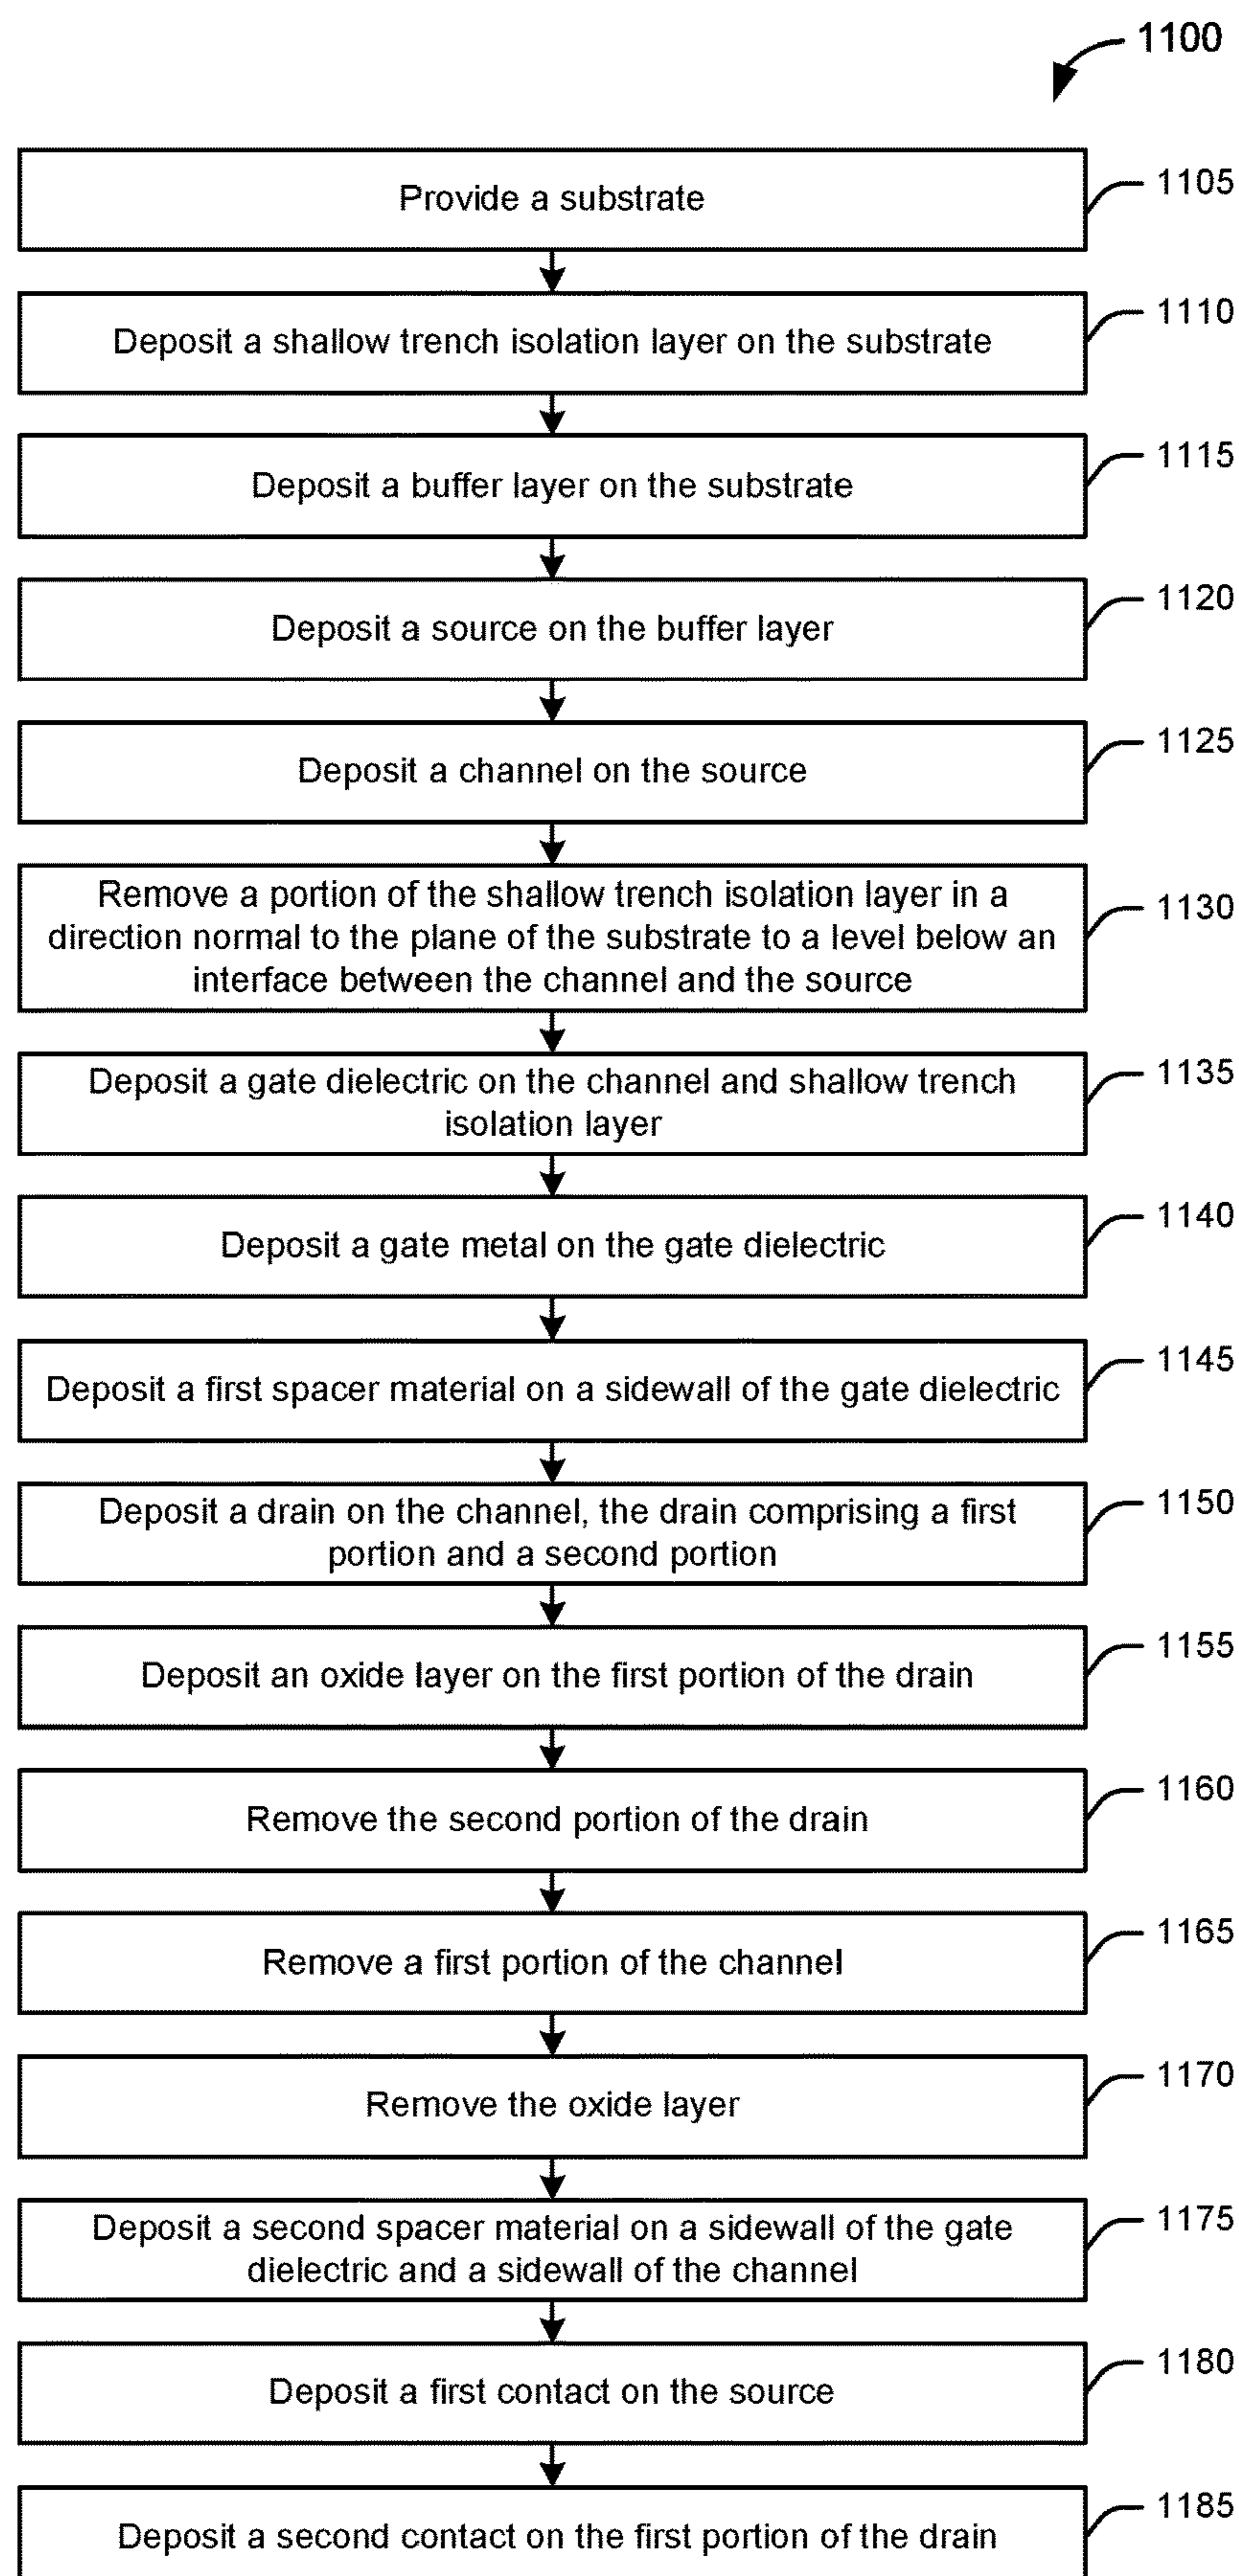 1100
Provide a substrate
1105
Deposit a shallow trench isolation layer on the substrate
1110
Deposit a buffer layer on the substrate
1115
Deposit a source on the buffer layer
1120
Deposit a channel on the source
1125
Remove a portion of the shallow trench isolation layer in a
direction normal to the plane of the substrate to a level below an
interface between the channel and the source
1130
Deposit a gate dielectric on the channel and shallow trench
isolation layer
1135
Deposit a gate metal on the gate dielectric
1140
Deposit a first spacer material on a sidewall of the gate dielectric
1145
Deposit a drain on the channel, the drain comprising a first
portion and a second portion
1150
Deposit an oxide layer on the first portion of the drain
1155
Remove the second portion of the drain
1160
Remove a first portion of the channel
1165
Remove the oxide layer
1170
Deposit a second spacer material on a sidewall of the gate
dielectric and a sidewall of the channel
1175
Deposit a first contact on the source
1180
Deposit a second contact on the first portion of the drain
1185